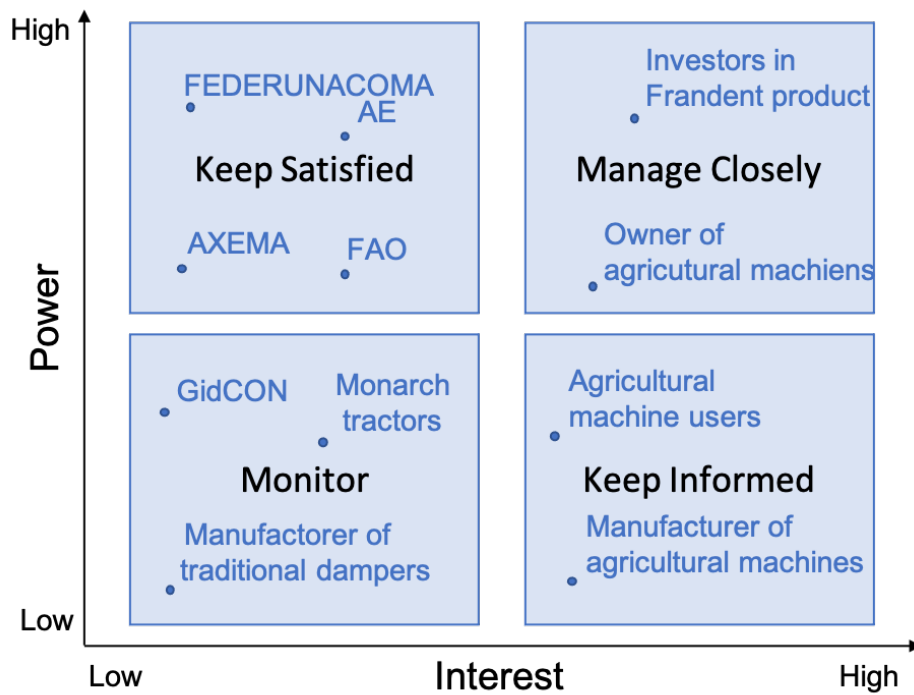 High
FEDERUNACOMA
AE
Keep Satisfied
AXEMA
FAO
Investors in
Frandent product
Manage Closely
Owner of
agricutural machiens
Power
GidCON
Monarch
tractors
Monitor
Manufactorer of
traditional dampers
Agricultural
machine users
Keep Informed
Manufacturer of
agricultural machines
Low
Low
Interest
High